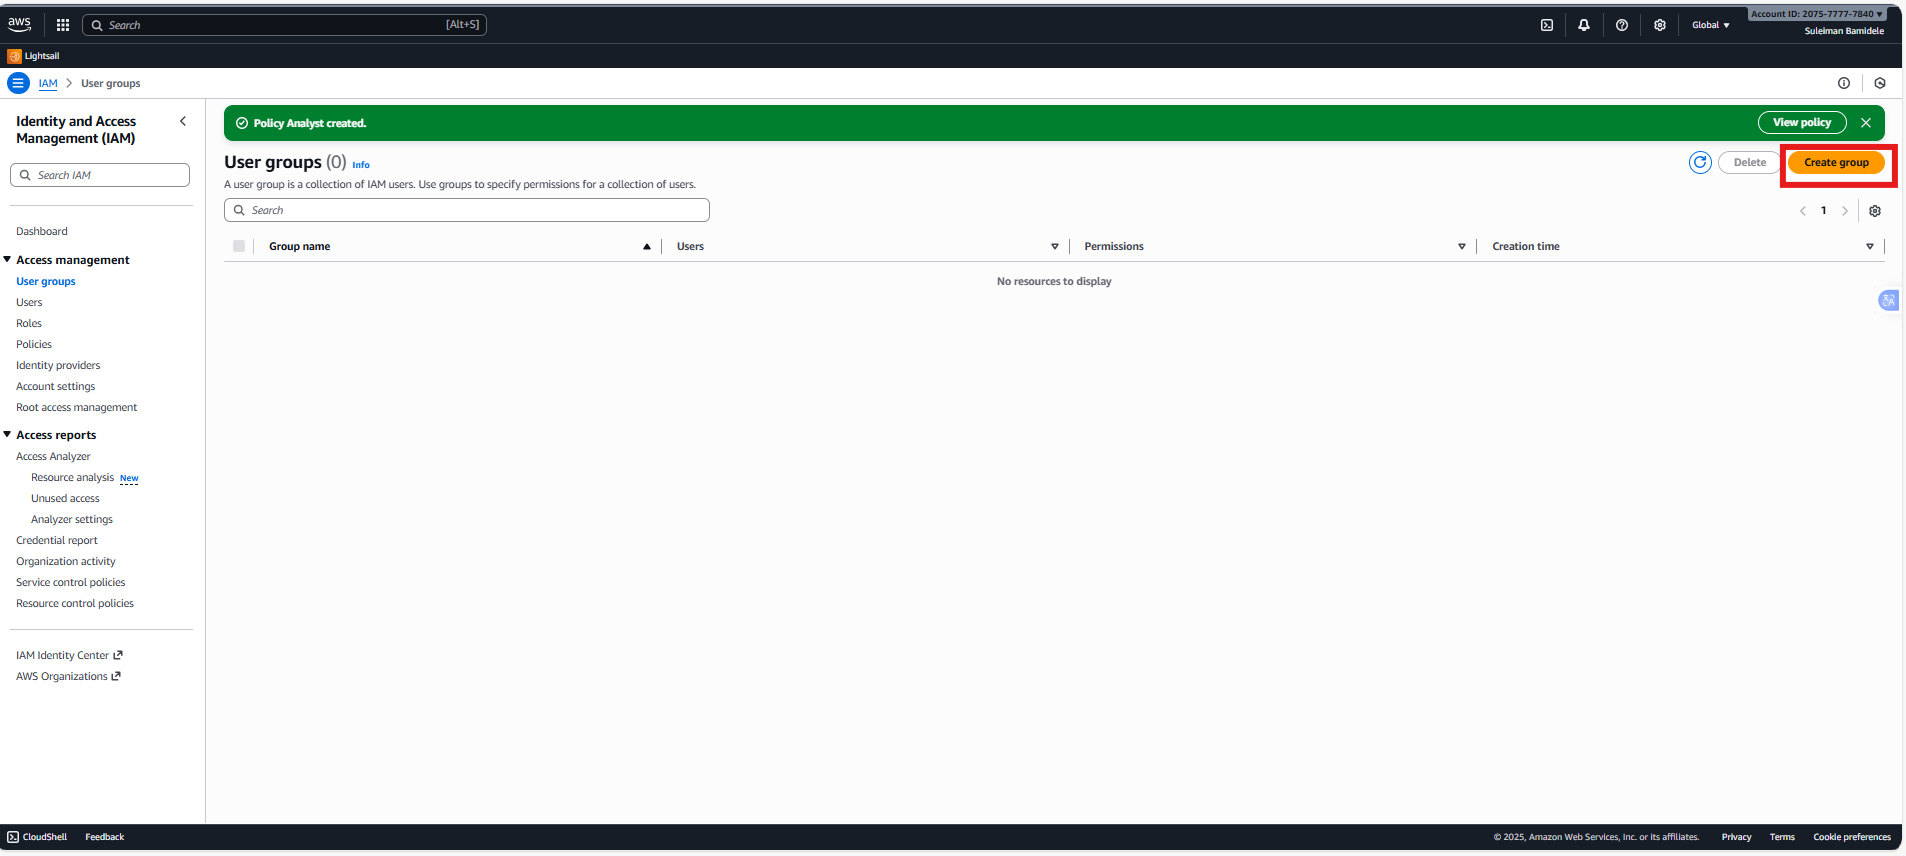 aws
Search
[Alt+S]
Global
Account ID: 2075-7777-7840
Suleiman Bamidele
Lightsail
IAM
User groups
Identity and Access
Management (IAM)
Search IAM
Dashboard
Access management
User groups
Users
Roles
Policies
Identity providers
Account settings
Root access management
Access reports
Access Analyzer
Resource analysis New
Unused access
Analyzer settings
Credential report
Organization activity
Service control policies
Resource control policies
IAM Identity Center
AWS Organizations
Policy Analyst created.
View policy
User groups (0) Info
Delete
Create group
A user group is a collection of IAM users. Use groups to specify permissions for a collection of users.
Search
1
Group name
Users
Permissions
Creation time
No resources to display
CloudShell
Feedback
© 2025, Amazon Web Services, Inc. or its affiliates.
Privacy
Terms
Cookie preferences